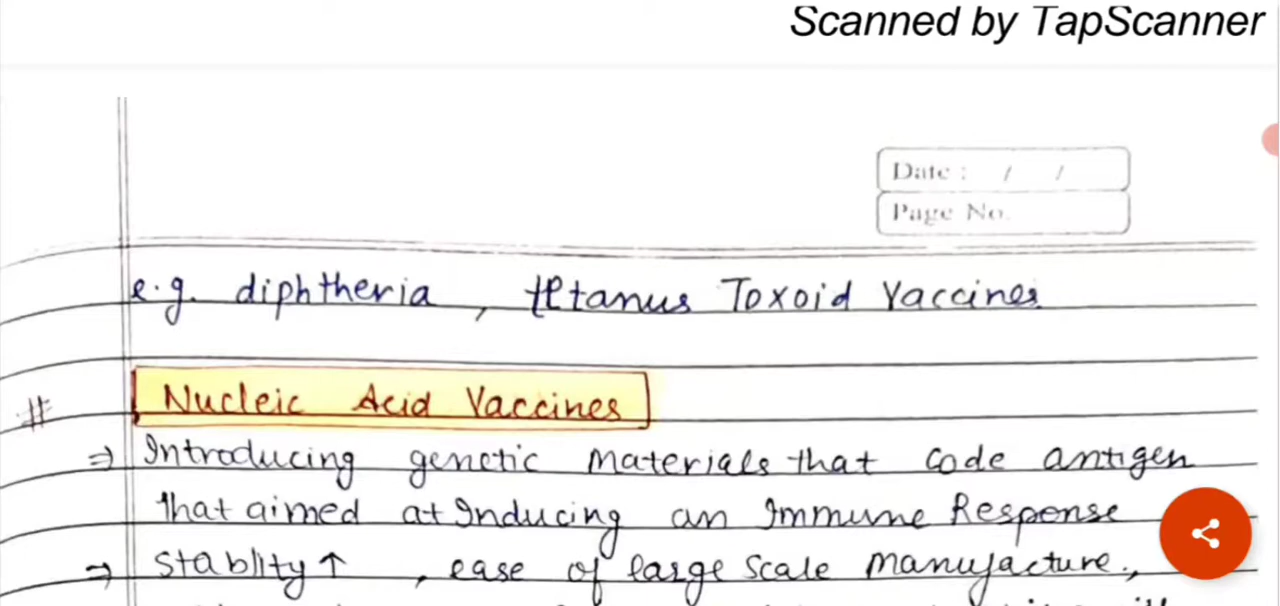 Scanned by TapScanner
Date : / /
Page No.
e.g. diphtheria, tetanus Toxoid Vaccines
# Nucleic Acid Vaccines
⇒ Introducing genetic materials that code antigen
that aimed at Inducing an Immune Response
⇒ stablity ↑, ease of large scale manufacture.,